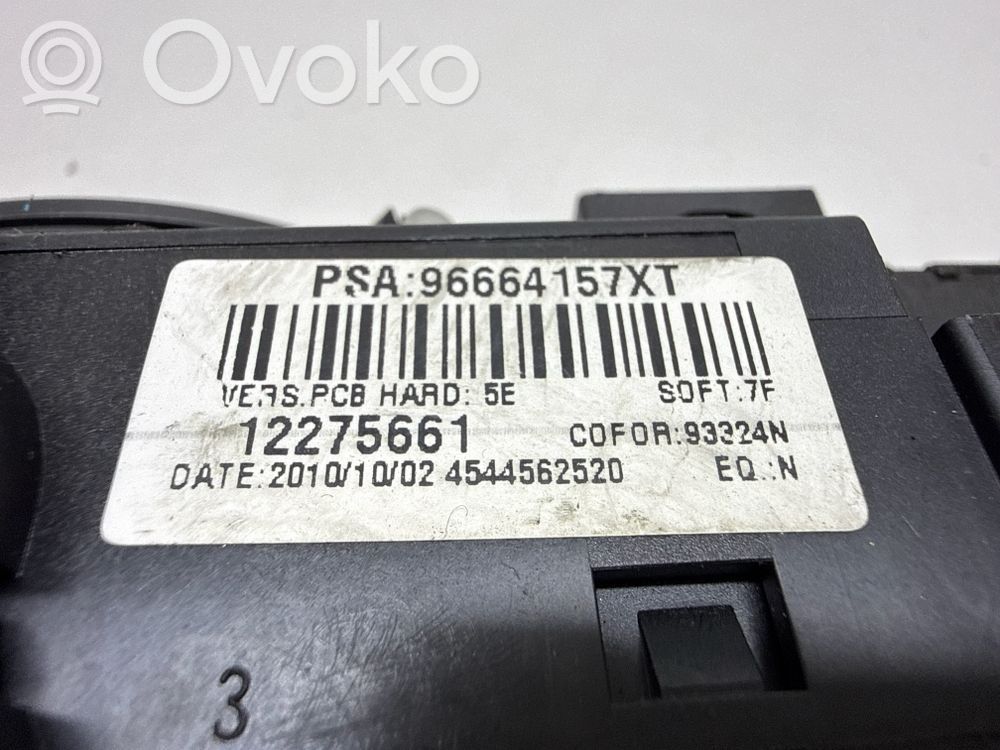 Ovoko
PSA:96664157XT
VERS.PCB HARD: 5E SOFT:7F
12275661 COFOR:93324N
DATE:2010/10/02 4544562520 EQ.:N
3